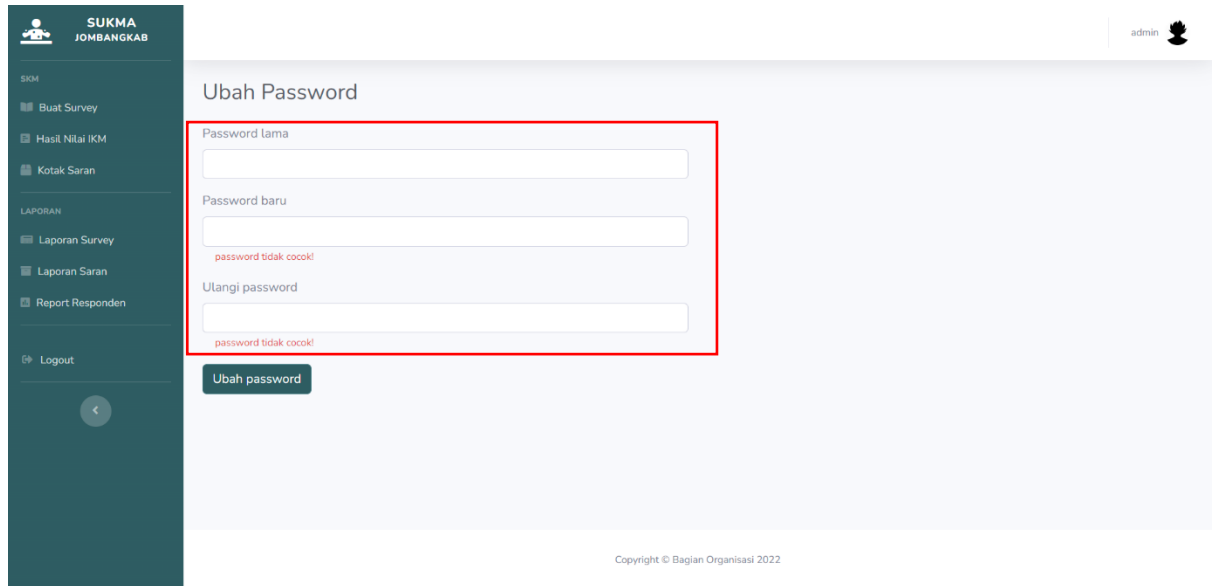 SUKMA
JOMBANGKAB
admin
SKM
Buat Survey
Hasil Nilai IKM
Kotak Saran
LAPORAN
Laporan Survey
Laporan Saran
Report Responden
Logout
Ubah Password
Password lama
Password baru
password tidak cocok!
Ulangi password
password tidak cocok!
Ubah password
Copyright © Bagian Organisasi 2022